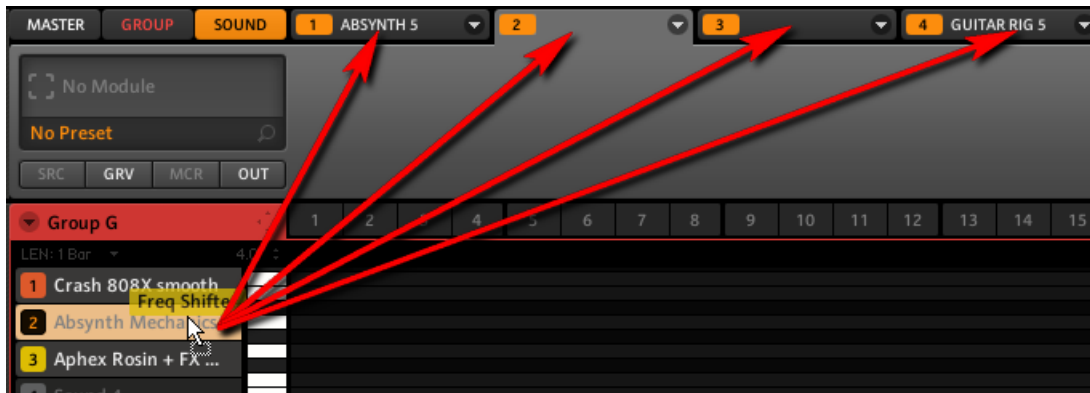 MASTER GROUP SOUND 1 ABSYNTH 5 2 3 4 GUITAR RIG 5
No Module
No Preset
SRC GRV MCR OUT
Group G 1 2 3 4 5 6 7 8 9 10 11 12 13 14 15
LEN: 1 Bar 4.0
1 Crash 808X smooth
Freq Shifte
2 Absynth Mechanics
3 Aphex Rosin + FX ...